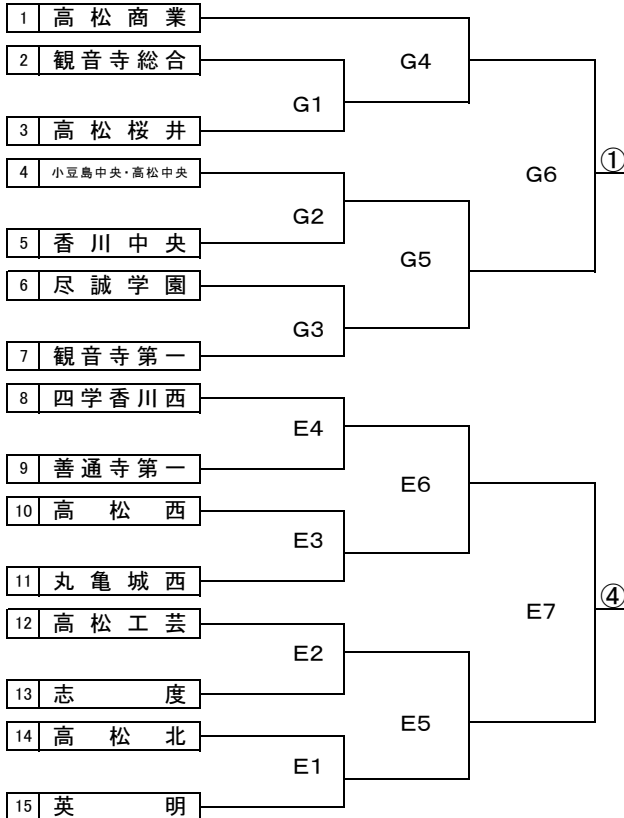 1 高松商業
G4
2 観音寺総合
G1
3 高松桜井
①
4 小豆島中央・高松中央
G6
G2
5 香川中央
G5
6 尽誠学園
G3
7 観音寺第一
8 四学香川西
E4
9 善通寺第一
E6
10 高松西
E3
11 丸亀城西
④
12 高松工芸
E7
E2
13 志度
E5
14 高松北
E1
15 英明